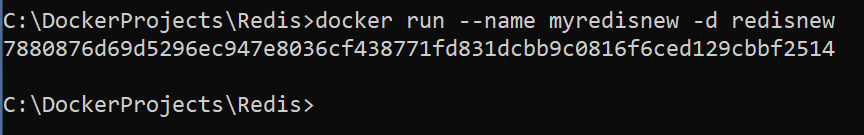 C:\DockerProjects\Redis>docker run --name myredisnew -d redisnew
7880876d69d5296ec947e8036cf438771fd831dcbb9c0816f6ced129cbbf2514
C:\DockerProjects\Redis>